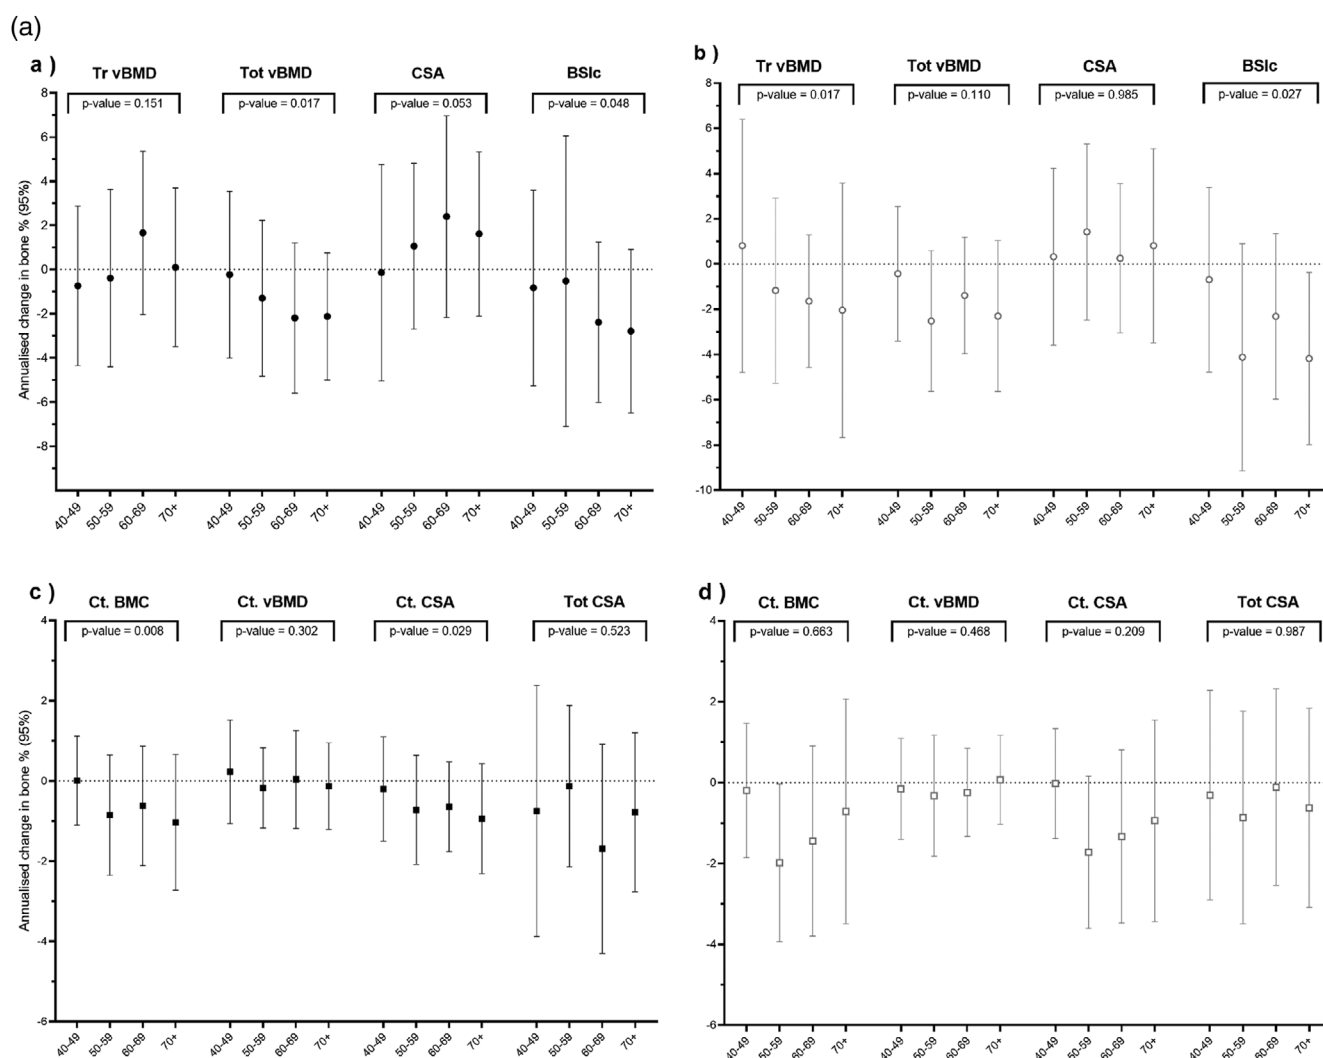 (a)
a )
Tr vBMD Tot vBMD CSA BSIc
p-value = 0.151 p-value = 0.017 p-value = 0.053 p-value = 0.048
Annualised change in bone % (95%)
8
6
4
2
0
-2
-4
-6
-8
40-49 50-59 60-69 70+ 40-49 50-59 60-69 70+ 40-49 50-59 60-69 70+ 40-49 50-59 60-69 70+
b )
Tr vBMD Tot vBMD CSA BSIc
p-value = 0.017 p-value = 0.110 p-value = 0.985 p-value = 0.027
8
6
4
2
0
-2
-4
-6
-8
-10
40-49 50-59 60-69 70+ 40-49 50-59 60-69 70+ 40-49 50-59 60-69 70+ 40-49 50-59 60-69 70+
c )
Ct. BMC Ct. vBMD Ct. CSA Tot CSA
p-value = 0.008 p-value = 0.302 p-value = 0.029 p-value = 0.523
Annualised change in bone % (95%)
4
2
0
-2
-4
-6
40-49 50-59 60-69 70+ 40-49 50-59 60-69 70+ 40-49 50-59 60-69 70+ 40-49 50-59 60-69 70+
d )
Ct. BMC Ct. vBMD Ct. CSA Tot CSA
p-value = 0.663 p-value = 0.468 p-value = 0.209 p-value = 0.987
4
2
0
-2
-4
-6
40-49 50-59 60-69 70+ 40-49 50-59 60-69 70+ 40-49 50-59 60-69 70+ 40-49 50-59 60-69 70+